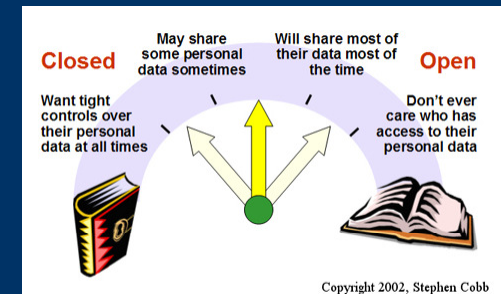 Closed
May share
some personal
data sometimes
Will share most of
their data most of
the time
Open
Want tight
controls over
their personal
data at all times
Don't ever
care who has
access to their
personal data
Copyright 2002, Stephen Cobb